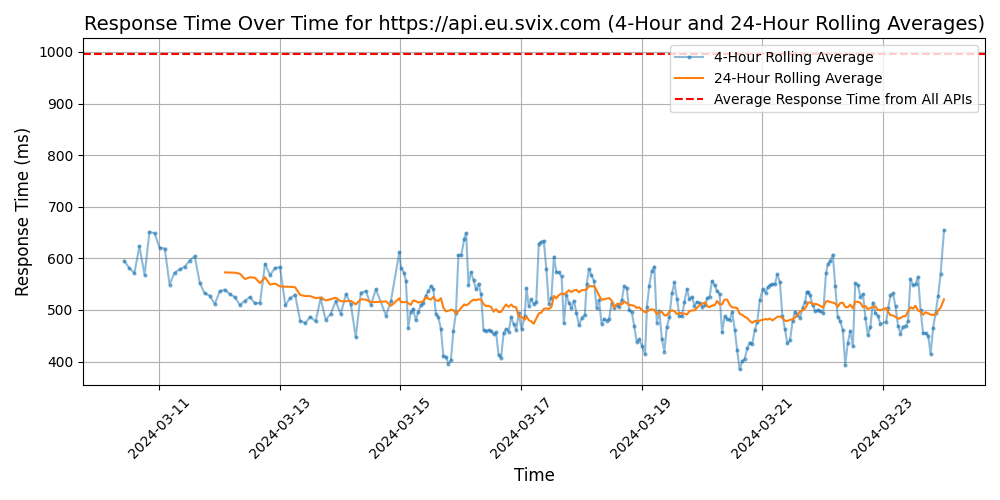 Response Time Over Time for https://api.eu.svix.com (4-Hour and 24-Hour Rolling Averages)
4-Hour Rolling Average
24-Hour Rolling Average
Average Response Time from All APIs
Response Time (ms)
1000
900
800
700
600
500
400
2024-03-11
2024-03-13
2024-03-15
2024-03-17
2024-03-19
2024-03-21
2024-03-23
Time